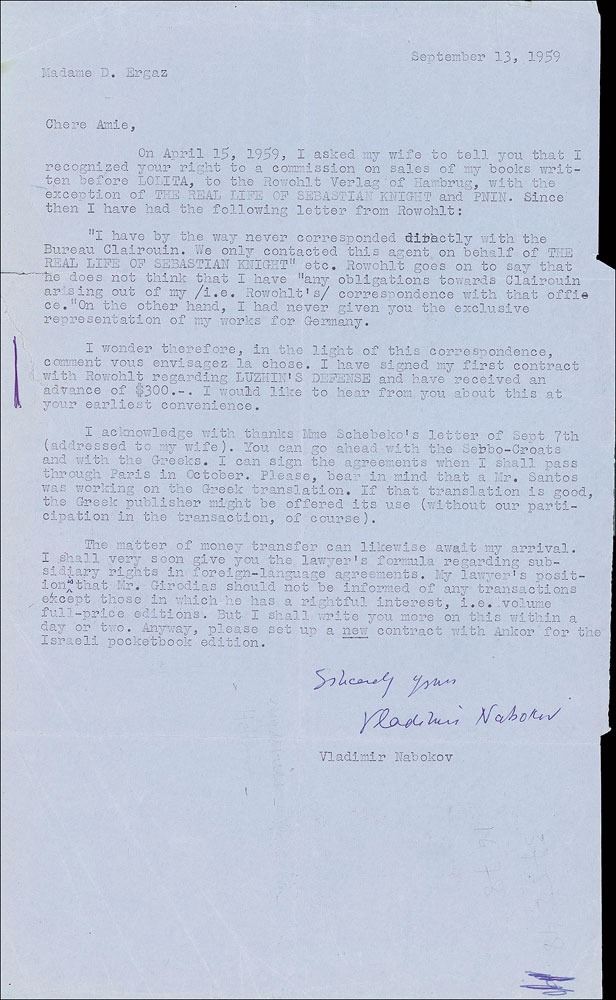 September 13, 1959
Madame D. Ergaz
Chere Amie,
On April 15, 1959, I asked my wife to tell you that I
recognized your right to a commission on sales of my books writ-
ten before LOLITA, to the Rowohlt Verlag of Hambrug, with the
exception of THE REAL LIFE OF SEBASTIAN KNIGHT and PNIN. Since
then I have had the following letter from Rowohlt:
"I have by the way never corresponded directly with the
Bureau Clairouin. We only contacted this agent on behalf of THE
REAL LIFE OF SEBASTIAN KNIGHT" etc. Rowohlt goes on to say that
he does not think that I have "any obligations towards Clairouin
arising out of my /i.e. Rowohlt's/ correspondence with that offie
ce."On the other hand, I had never given you the exclusive
representation of my works for Germany.
I wonder therefore, in the light of this correspondence,
comment vous envisagez la chose. I have signed my first contract
with Rowohlt regarding LUZHIN'S DEFENSE and have received an
advance of $300.-. I would like to hear from you about this at
your earliest convenience.
I acknowledge with thanks Mme Schebeko's letter of Sept 7th
(addressed to my wife). You can go ahead with the Serbo-Croats
and with the Greeks. I can sign the agreements when I shall pass
through Paris in October. Please, bear in mind that a Mr. Santos
was working on the Greek translation. If that translation is good,
the Greek publisher might be offered its use (without our parti-
cipation in the transaction, of course).
The matter of money transfer can likewise await my arrival.
I shall very soon give you the lawyer's formula regarding sub-
sidiary rights in foreign-language agreements. My lawyer's posit-
ion that Mr. Girodias should not be informed of any transactions
except those in which he has a rightful interest, i.e. volume
full-price editions. But I shall write you more on this within a
day or two. Anyway, please set up a new contract with Ankor for the
Israeli pocketbook edition.
Sincerely yours
Vladimir Nabokov
Vladimir Nabokov